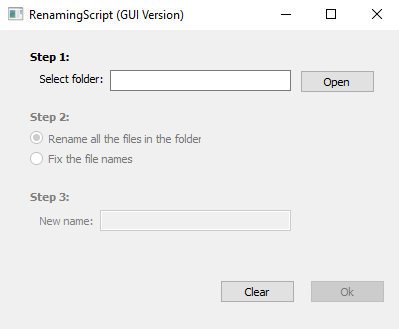 RenamingScript (GUI Version)
Step 1:
Select folder:
Open
Step 2:
Rename all the files in the folder
Fix the file names
Step 3:
New name:
Clear
Ok